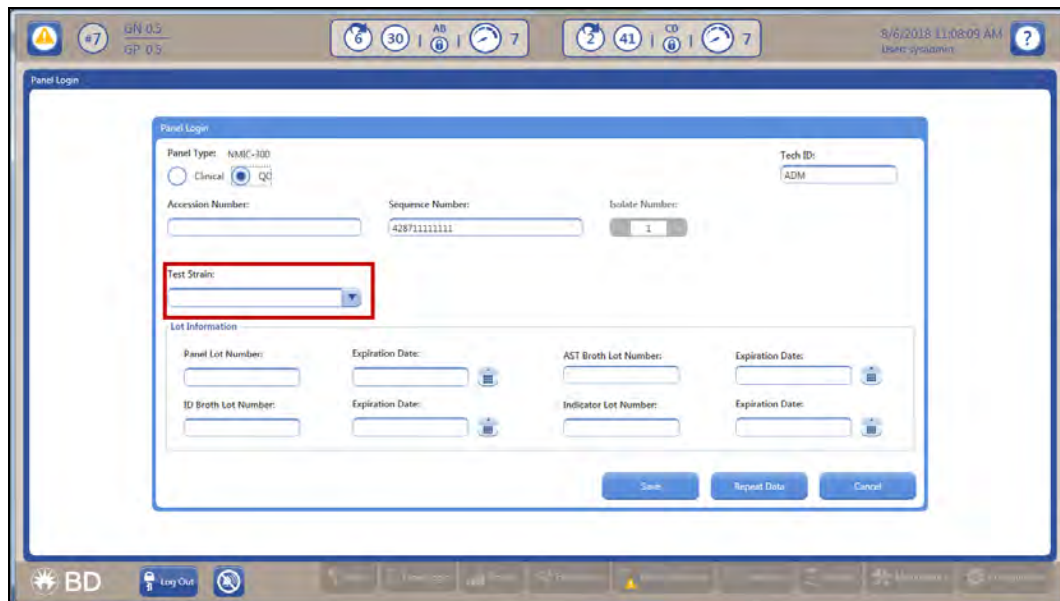 #7 GN 0.5 6 30 AB 7 2 41 CD 7 8/6/2018 11:08:09 AM ?
GP 0.5 User: sysadmin
Panel Login
Panel Login
Panel Type: NMIC-300 Tech ID:
Clinical QC ADM
Accession Number: Sequence Number: Isolate Number:
428711111111 1
Test Strain:
Lot Information
Panel Lot Number: Expiration Date: AST Broth Lot Number: Expiration Date:
ID Broth Lot Number: Expiration Date: Indicator Lot Number: Expiration Date:
Save Repeat Data Cancel
BD Log Out